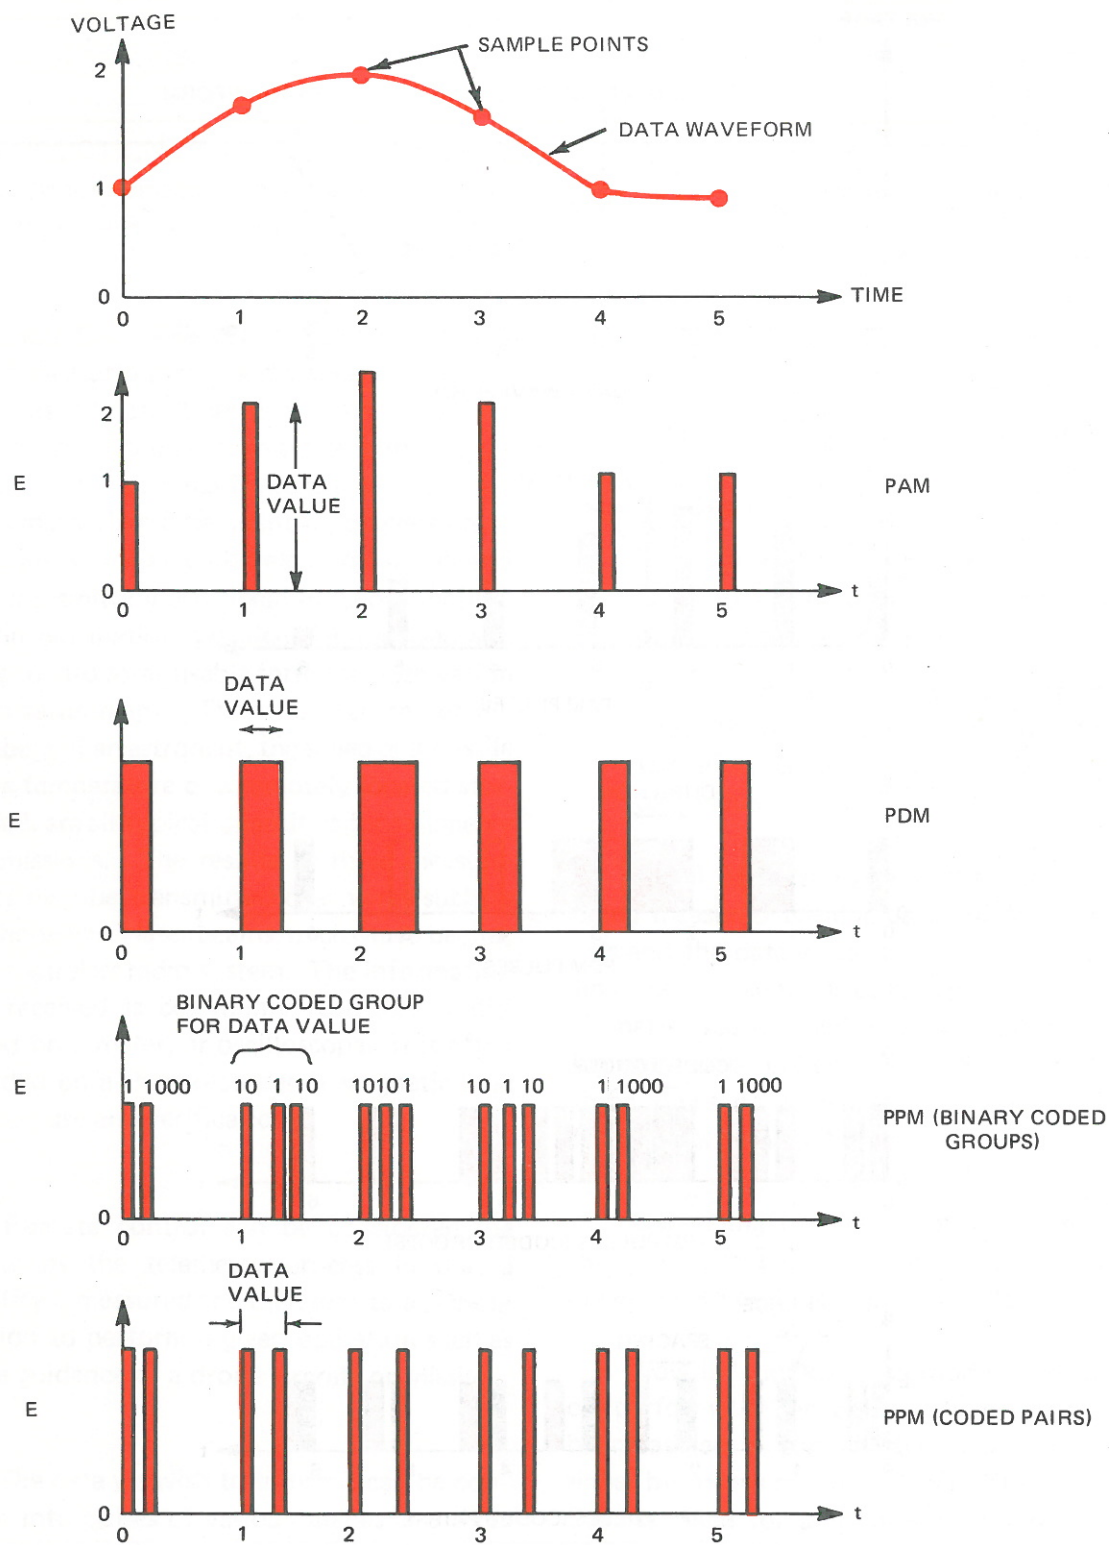 VOLTAGE
SAMPLE POINTS
2
DATA WAVEFORM
1
0
TIME
0 1 2 3 4 5
2
E
1
DATA
VALUE
PAM
0
t
0 1 2 3 4 5
DATA
VALUE
E
PDM
0
t
0 1 2 3 4 5
BINARY CODED GROUP
FOR DATA VALUE
E
1 1000 10 1 10 1010 1 10 1 10 1 1000 1 1000
PPM (BINARY CODED
GROUPS)
0
t
1 2 3 4 5
DATA
VALUE
E
PPM (CODED PAIRS)
0
t
0 1 2 3 4 5